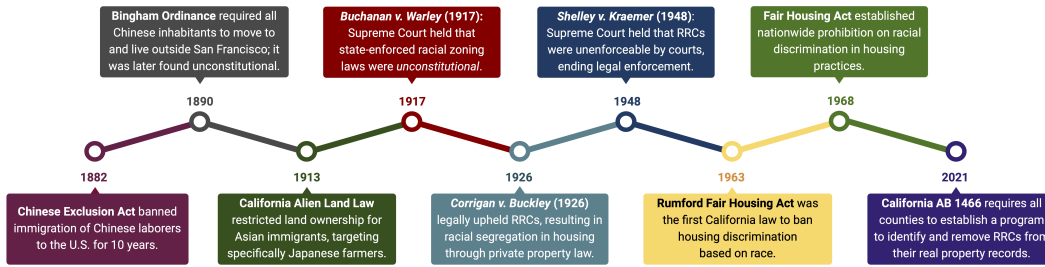 Bingham Ordinance required all
Chinese inhabitants to move to
and live outside San Francisco; it
was later found unconstitutional.
Buchanan v. Warley (1917):
Supreme Court held that
state-enforced racial zoning
laws were unconstitutional.
Shelley v. Kraemer (1948):
Supreme Court held that RRCs
were unenforceable by courts,
ending legal enforcement.
Fair Housing Act established
nationwide prohibition on racial
discrimination in housing
practices.
1890
1917
1948
1968
1882
1913
1926
1963
2021
Chinese Exclusion Act banned
immigration of Chinese laborers
to the U.S. for 10 years.
California Alien Land Law
restricted land ownership for
Asian immigrants, targeting
specifically Japanese farmers.
Corrigan v. Buckley (1926)
legally upheld RRCs, resulting in
racial segregation in housing
through private property law.
Rumford Fair Housing Act was
the first California law to ban
housing discrimination
based on race.
California AB 1466 requires all
counties to establish a program
to identify and remove RRCs from
their real property records.